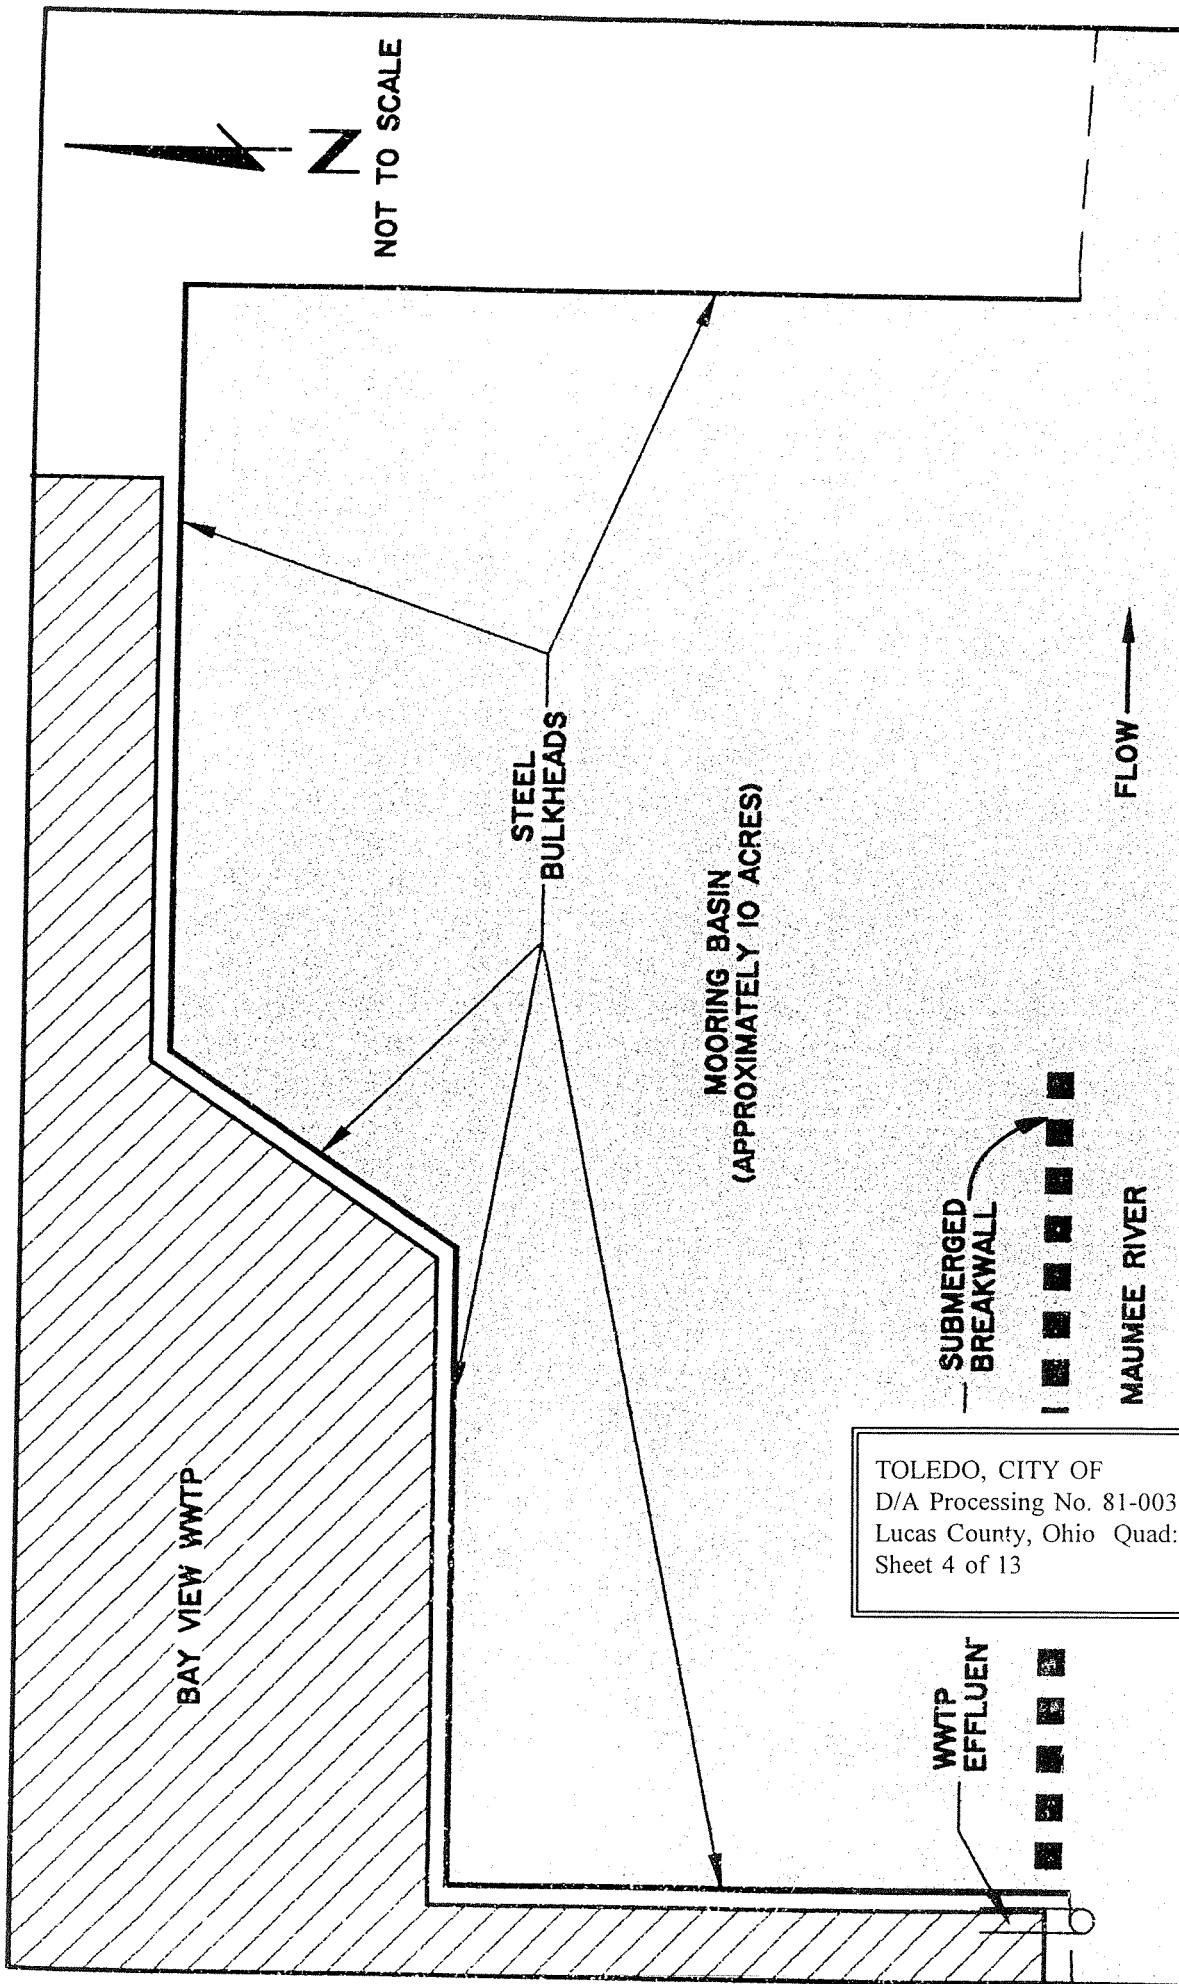 N
NOT TO SCALE
STEEL
BULKHEADS
MOORING BASIN
(APPROXIMATELY 10 ACRES)
FLOW
BAY VIEW WWTP
SUBMERGED
BREAKWALL
MAUMEE RIVER
WWTP
EFFLUEN
TOLEDO, CITY OF
D/A Processing No. 81-003
Lucas County, Ohio Quad:
Sheet 4 of 13